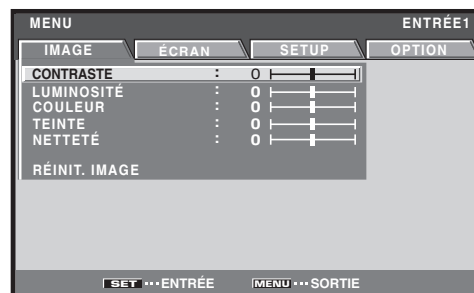 MENU ENTRÉE1
IMAGE ÉCRAN SETUP OPTION
CONTRASTE : 0
LUMINOSITÉ : 0
COULEUR : 0
TEINTE : 0
NETTETÉ : 0
RÉINIT. IMAGE
SET ···ENTRÉE MENU ···SORTIE